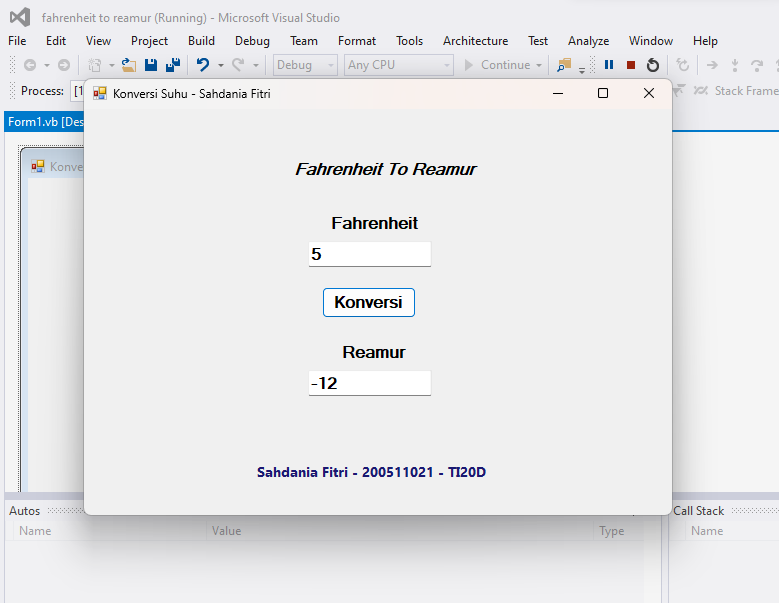 fahrenheit to reamur (Running) - Microsoft Visual Studio
File Edit View Project Build Debug Team Format Tools Architecture Test Analyze Window Help
Debug Any CPU Continue
Process: [1 Stack Frame
Konversi Suhu - Sahdania Fitri
Form1.vb [Des
Konve
Fahrenheit To Reamur
Fahrenheit
5
Konversi
Reamur
-12
Sahdania Fitri - 200511021 - TI20D
Autos Call Stack
Name Value Type Name